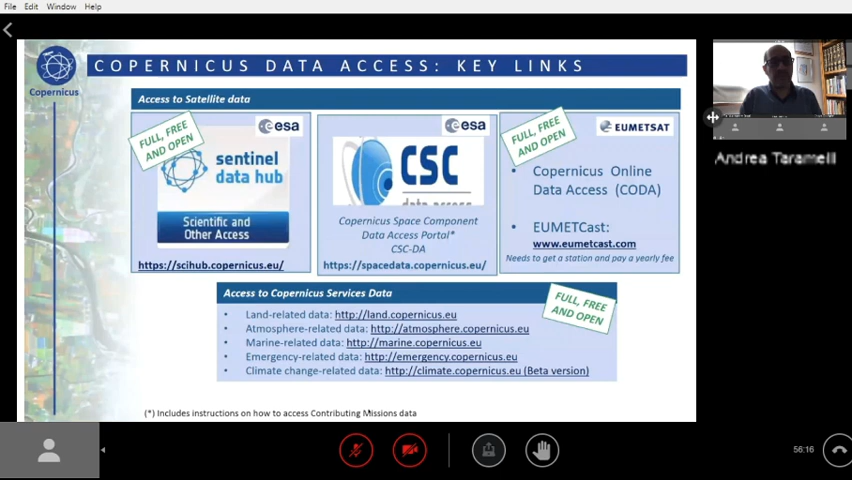 File Edit Window Help
COPERNICUS DATA ACCESS: KEY LINKS
Copernicus
Access to Satellite data
FULL, FREE
AND OPEN
esa
sentinel
data hub
Scientific and
Other Access
https://scihub.copernicus.eu/
esa
CSC
data access
Copernicus Space Component
Data Access Portal*
CSC-DA
https://spacedata.copernicus.eu/
FULL, FREE
AND OPEN
EUMETSAT
• Copernicus Online
Data Access (CODA)
• EUMETCast:
www.eumetcast.com
Needs to get a station and pay a yearly fee
Access to Copernicus Services Data
FULL, FREE
AND OPEN
• Land-related data: http://land.copernicus.eu
• Atmosphere-related data: http://atmosphere.copernicus.eu
• Marine-related data: http://marine.copernicus.eu
• Emergency-related data: http://emergency.copernicus.eu
• Climate change-related data: http://climate.copernicus.eu (Beta version)
(*) Includes instructions on how to access Contributing Missions data
Andrea Taramelli
56:16